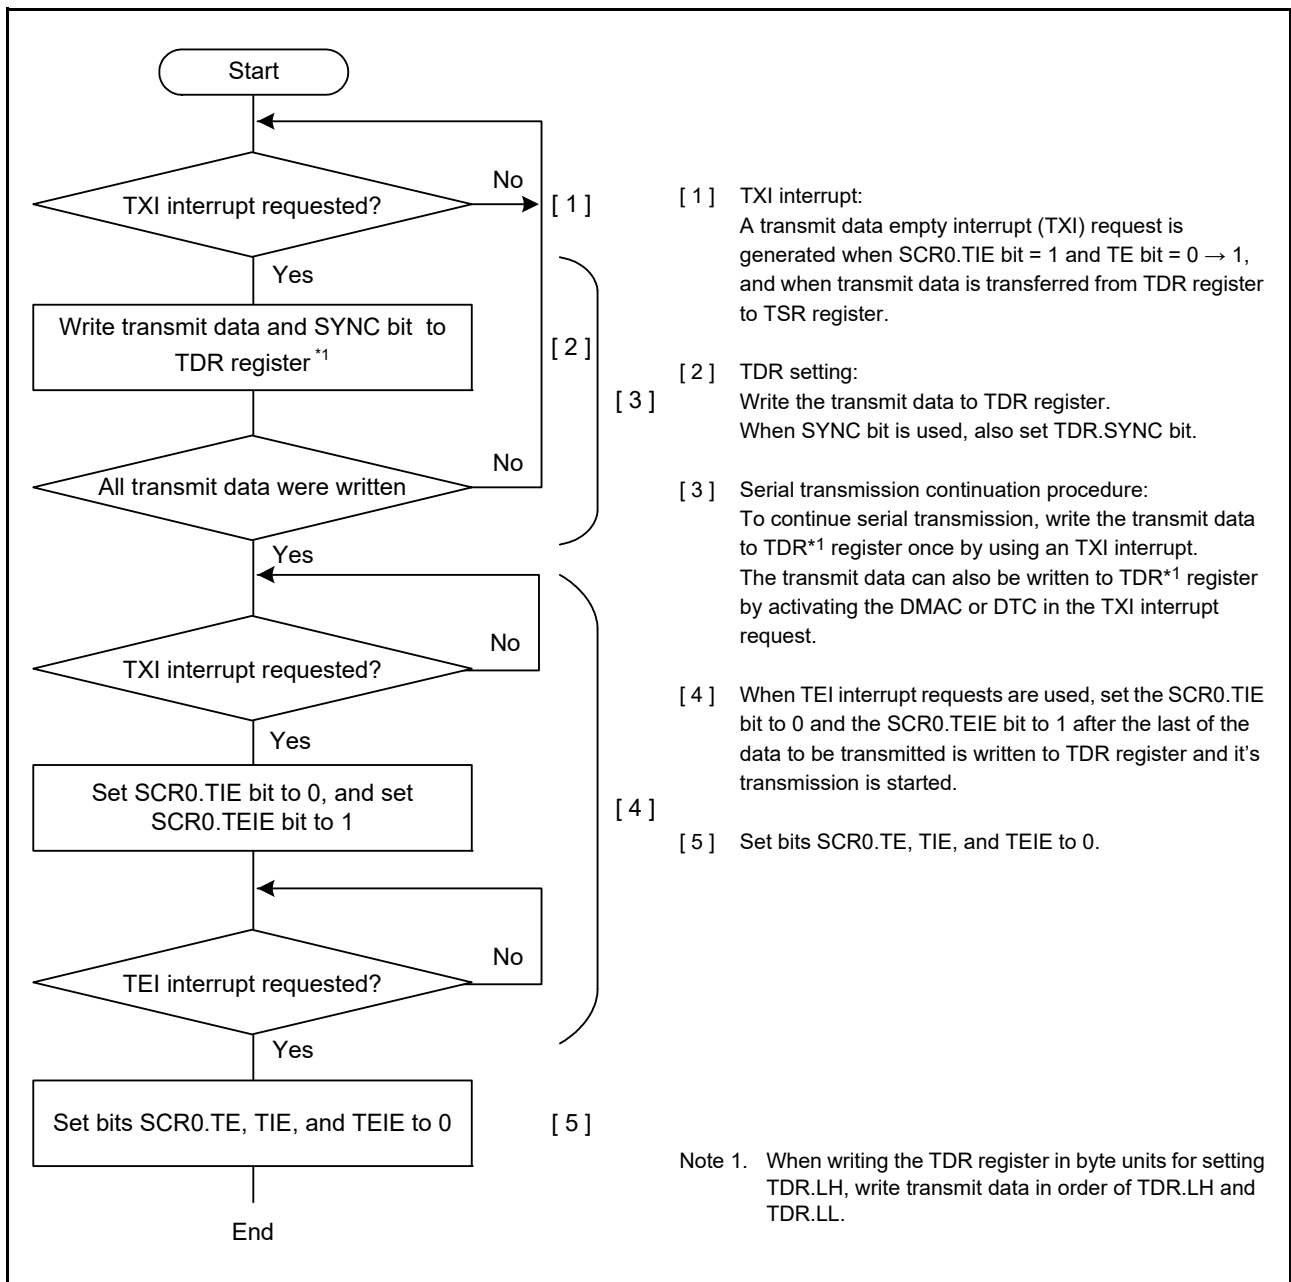 Start
TXI interrupt requested?
No
[ 1 ]
Yes
Write transmit data and SYNC bit to
TDR register *1
[ 2 ]
[ 3 ]
All transmit data were written
No
Yes
TXI interrupt requested?
No
Yes
Set SCR0.TIE bit to 0, and set
SCR0.TEIE bit to 1
[ 4 ]
TEI interrupt requested?
No
Yes
Set bits SCR0.TE, TIE, and TEIE to 0
[ 5 ]
End
[ 1 ] TXI interrupt:
A transmit data empty interrupt (TXI) request is
generated when SCR0.TIE bit = 1 and TE bit = 0 → 1,
and when transmit data is transferred from TDR register
to TSR register.
[ 2 ] TDR setting:
Write the transmit data to TDR register.
When SYNC bit is used, also set TDR.SYNC bit.
[ 3 ] Serial transmission continuation procedure:
To continue serial transmission, write the transmit data
to TDR*1 register once by using an TXI interrupt.
The transmit data can also be written to TDR*1 register
by activating the DMAC or DTC in the TXI interrupt
request.
[ 4 ] When TEI interrupt requests are used, set the SCR0.TIE
bit to 0 and the SCR0.TEIE bit to 1 after the last of the
data to be transmitted is written to TDR register and it's
transmission is started.
[ 5 ] Set bits SCR0.TE, TIE, and TEIE to 0.
Note 1. When writing the TDR register in byte units for setting
TDR.LH, write transmit data in order of TDR.LH and
TDR.LL.